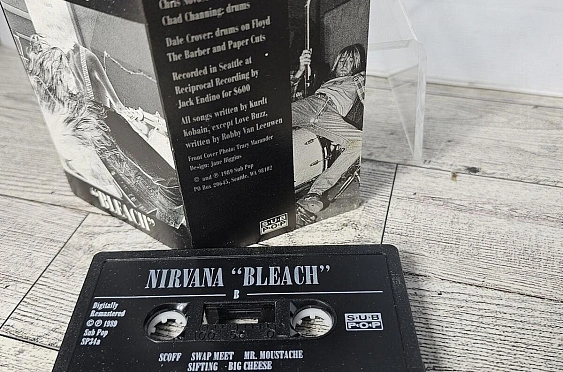 Chad Channing: drums
Dale Crover: drums on Floyd
The Barber and Paper Cuts
Recorded in Seattle at
Reciprocal Recording by
Jack Endino for $600
All songs written by Kurdt
Kobain, except Love Buzz,
written by Robby Van Leeuwen
Front Cover Photo: Tracy Marander
Design: Jane Higgins
© and ℗ 1989 Sub Pop
PO Box 20645, Seattle, WA 98102
"BLEACH"
SUB
POP
NIRVANA "BLEACH"
B
Digitally
Remastered
© ℗ 1989
Sub Pop
SP34a
SUB
POP
SCOFF SWAP MEET MR. MOUSTACHE
SIFTING BIG CHEESE